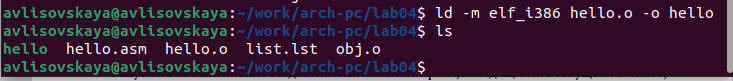 avlisovskaya@avlisovskaya:~/work/arch-pc/lab04$ ld -m elf_i386 hello.o -o hello
avlisovskaya@avlisovskaya:~/work/arch-pc/lab04$ ls
hello  hello.asm  hello.o  list.lst  obj.o
avlisovskaya@avlisovskaya:~/work/arch-pc/lab04$